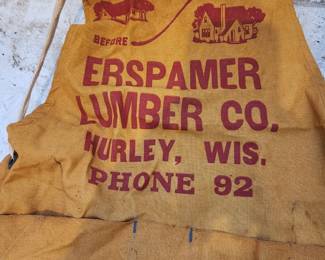 BEFORE
ERSPAMER
LUMBER CO.
HURLEY, WIS.
PHONE 92